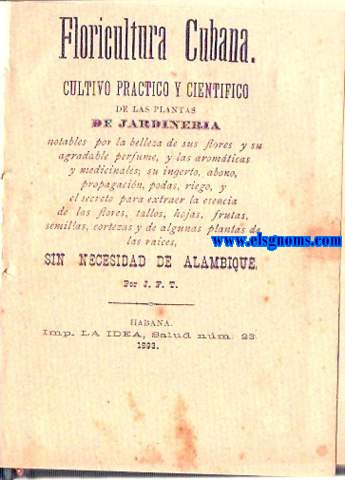 Floricultura Cubana.
CULTIVO PRACTICO Y CIENTIFICO
DE LAS PLANTAS
DE JARDINERIA
notables por la belleza de sus flores y su
agradable perfume, y las aromáticas
y medicinales; su ingerto, abono,
propagación, podas, riego, y
el secreto para extraer la esencia
de las flores, tallos, hojas, frutas,
semillas, cortezas y de algunas plantas de
las raices,
www.elsgnoms.com
SIN NECESIDAD DE ALAMBIQUE.
Por J. F. T.
HABANA.
Imp. LA IDEA, Salud núm. 23
1893.